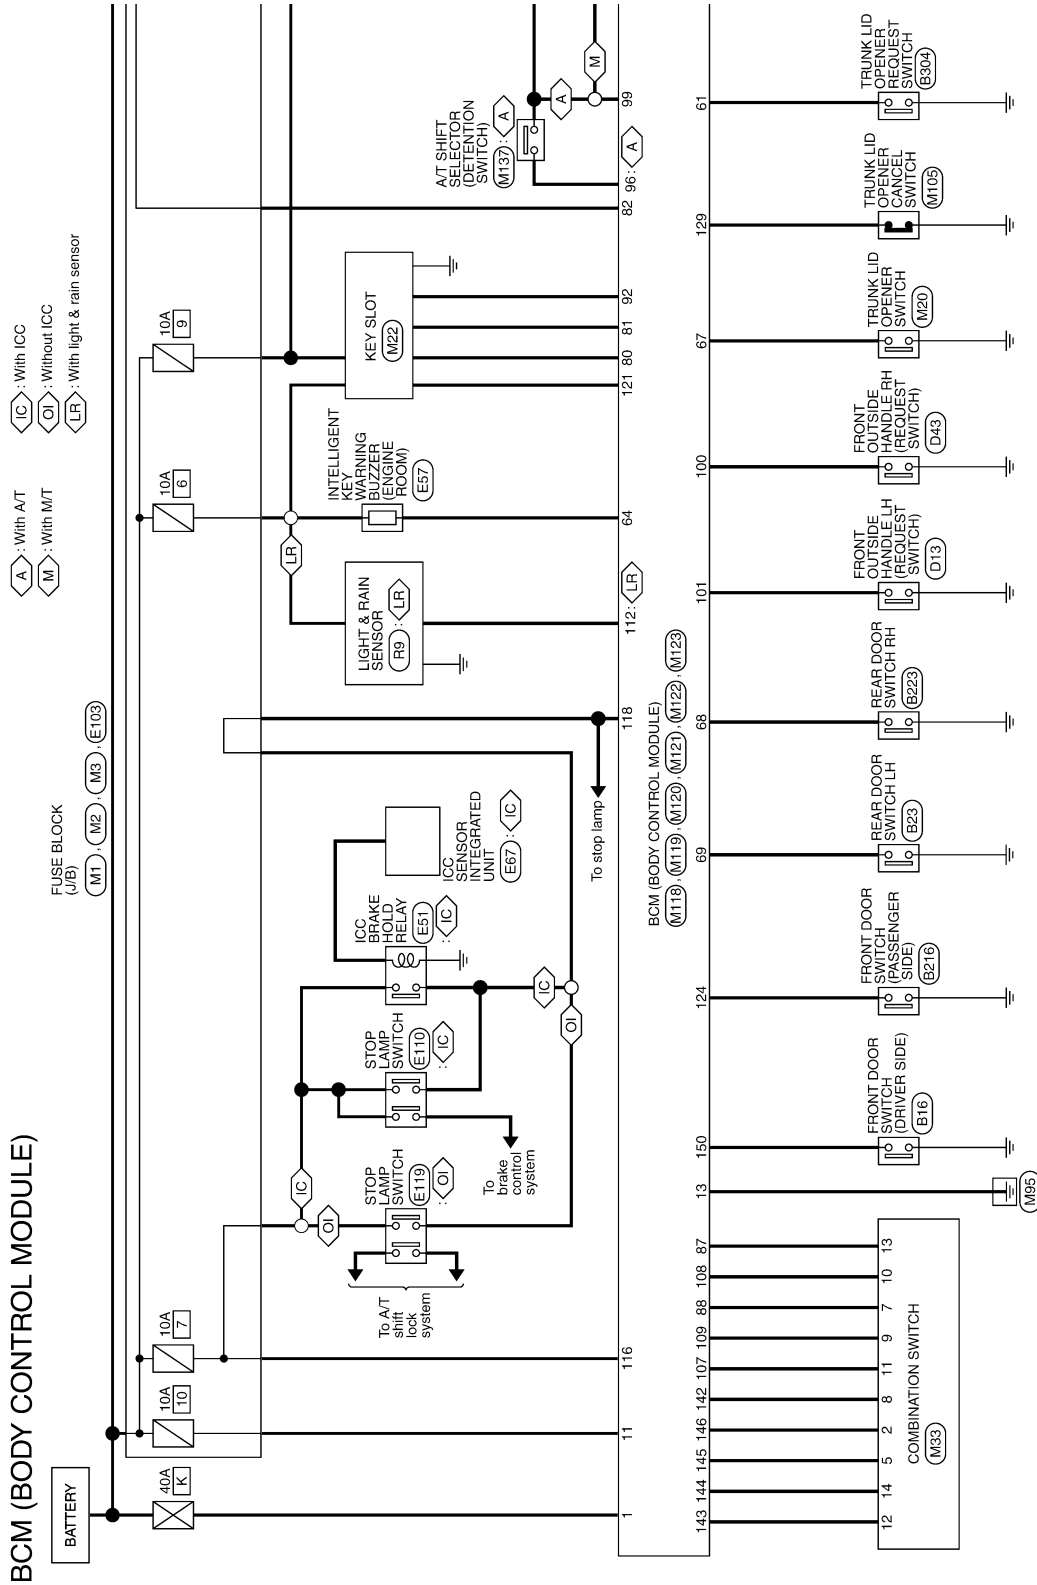 BCM (BODY CONTROL MODULE)
BATTERY
FUSE BLOCK
(J/B)
M1 , M2 , M3 , E103
A : With A/T
M : With M/T
IC : With ICC
OI : Without ICC
LR : With light & rain sensor
40A
K
10A
10
10A
7
10A
6
10A
9
IC
OI
To A/T
shift
lock
system
STOP
LAMP
SWITCH
E119
: OI
To
brake
control
system
STOP
LAMP
SWITCH
E110
: IC
ICC
BRAKE
HOLD
RELAY
E51
: IC
ICC
SENSOR
INTEGRATED
UNIT
E67 : IC
IC
OI
To stop lamp
LIGHT & RAIN
SENSOR
R9 : LR
LR
INTELLIGENT
KEY
WARNING
BUZZER
(ENGINE
ROOM)
E57
KEY SLOT
M22
A/T SHIFT
SELECTOR
(DETENTION
SWITCH)
M137 : A
A
M
1
11
116
118
112 : LR
64
121
80
81
92
82
96 : A
99
BCM (BODY CONTROL MODULE)
M118 , M119 , M120 , M121 , M122 , M123
143
144
145
146
142
107
109
88
108
87
13
150
124
69
68
101
100
67
129
61
12
14
5
2
8
11
9
7
10
13
COMBINATION SWITCH
M33
M95
FRONT DOOR
SWITCH
(DRIVER SIDE)
B16
FRONT DOOR
SWITCH
(PASSENGER
SIDE)
B216
REAR DOOR
SWITCH LH
B23
REAR DOOR
SWITCH RH
B223
FRONT
OUTSIDE
HANDLE LH
(REQUEST
SWITCH)
D13
FRONT
OUTSIDE
HANDLE RH
(REQUEST
SWITCH)
D43
TRUNK LID
OPENER
SWITCH
M20
TRUNK LID
OPENER
CANCEL
SWITCH
M105
TRUNK LID
OPENER
REQUEST
SWITCH
B304